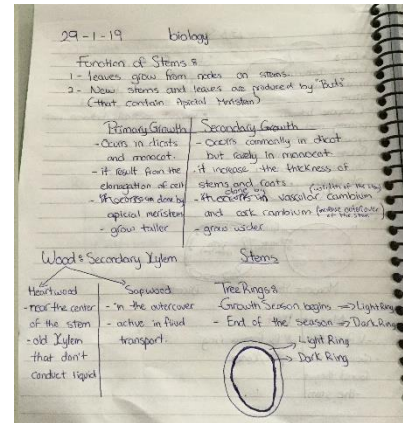 29-1-19 biology
Function of Stems:
1- leaves grow from nodes on stems.
2- New stems and leaves are produced by "Buds"
(that contain Apicial Meristem)
Primary Growth
- Occurs in dicots
and monocot.
- it result from the
elonagation of cell
- done by
apicial meristem
- grow taller
Secondary Growth
- Occurs commenly in dicot
but rarely in monocot
- it increase the thickness of
stems and roots
- done by vascular cambium
and cork cambium
- grow wider
Wood: Secondary Xylem
Heartwood
- near the center
of the stem
- old Xylem
that don't
conduct liquid
Sapwood
- in the outercover
- active in fluid
transport.
Stems
Tree Rings:
- Growth Season begins → Light Ring
- End of the season → Dark Ring
Light Ring
Dark Ring